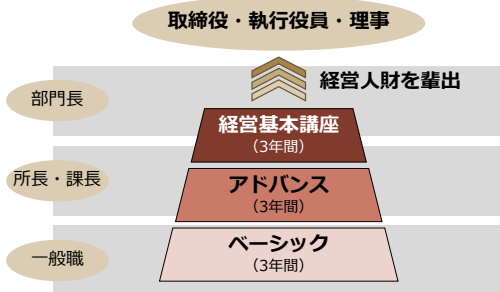 取締役・執行役員・理事
経営人財を輩出
部門長
経営基本講座
（3年間）
所長・課長
アドバンス
（3年間）
一般職
ベーシック
（3年間）